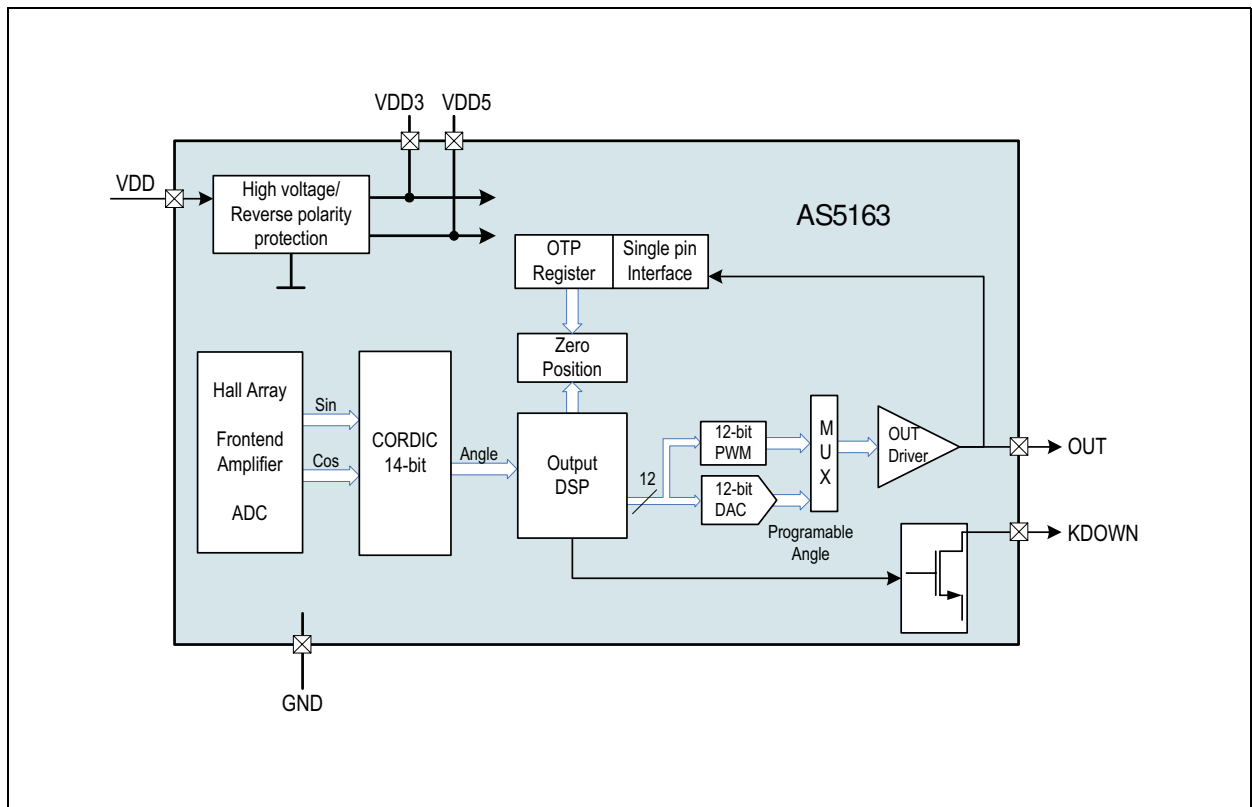 VDD3 VDD5
VDD
High voltage/
Reverse polarity
protection
AS5163
OTP
Register
Single pin
Interface
Zero
Position
Hall Array
Frontend
Amplifier
ADC
Sin
Cos
CORDIC
14-bit
Angle
Output
DSP
12
12-bit
PWM
12-bit
DAC
M
U
X
Programable
Angle
OUT
Driver
OUT
KDOWN
GND